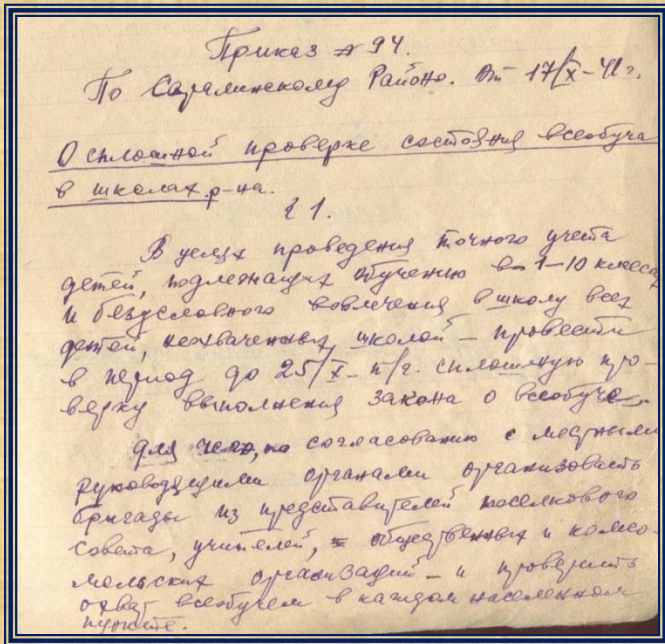 Приказ № 94.
По Саралинскому Району. От 17/X-41 г.
О сплошной проверке состояния всеобуча
в школах р-на.
§ 1.
В целях проведения точного учета
детей, подлежащих обучению в 1-10 классах
и безусловного вовлечения в школу всех
детей, неохваченных школой - провести
в период до 25/X- т/г. сплошную про-
верку выполнения закона о всеобуче.
Для чего, по согласованию с местными
руководящими органами организовать
бригады из представителей поселкового
совета, учителей, общественных и комсо-
мольских организаций - и проверить
охват всеобучем в каждом населенном
пункте.